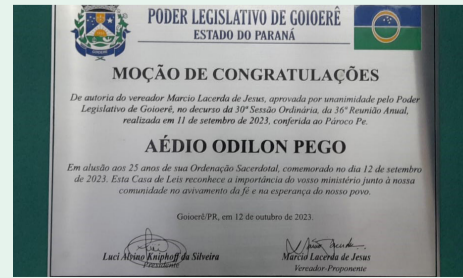 PODER LEGISLATIVO DE GOIOERÊ
ESTADO DO PARANÁ
MOÇÃO DE CONGRATULAÇÕES
De autoria do vereador Marcio Lacerda de Jesus, aprovada por unanimidade pelo Poder
Legislativo de Goioerê, no decurso da 30ª Sessão Ordinária, da 36ª Reunião Anual,
realizada em 11 de setembro de 2023, conferida ao Pároco Pe.
AÉDIO ODILON PEGO
Em alusão aos 25 anos de sua Ordenação Sacerdotal, comemorado no dia 12 de setembro
de 2023. Esta Casa de Leis reconhece a importância do vosso ministério junto à nossa
comunidade no avivamento da fé e na esperança do nosso povo.
Goioerê/PR, em 12 de outubro de 2023.
Luci Alvino Kniphoff da Silveira
Presidente
Marcio Lacerda de Jesus
Vereador-Proponente